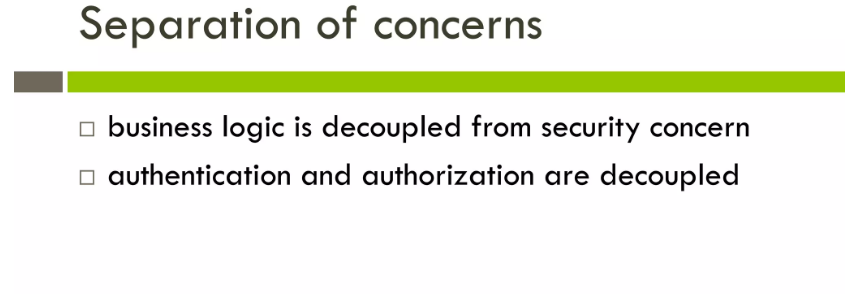 Separation of concerns
business logic is decoupled from security concern
authentication and authorization are decoupled